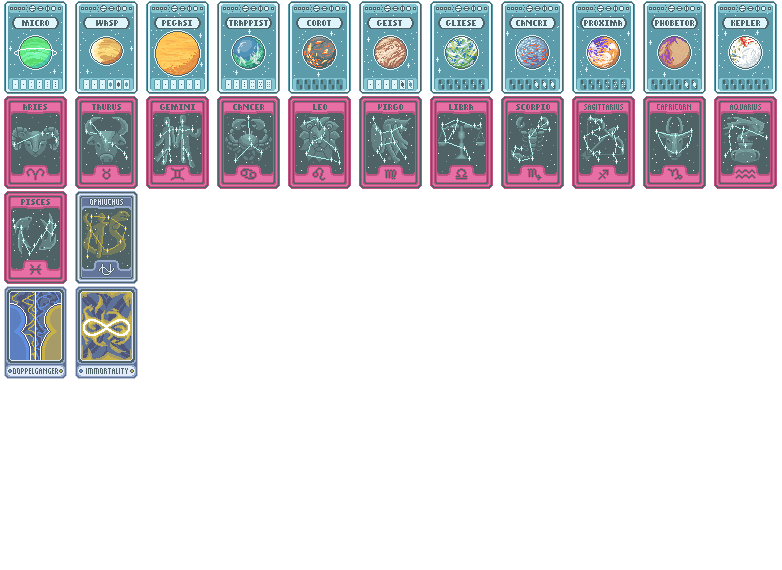 MICRO
WASP
PEGASI
TRAPPIST
COROT
GEIST
GLIESE
CANCRI
PROXIMA
PHOBETOR
KEPLER
ARIES
TAURUS
GEMINI
CANCER
LEO
VIRGO
LIBRA
SCORPIO
SAGITTARIUS
CAPRICORN
AQUARIUS
PISCES
OPHIUCHUS
DOPPELGANGER
IMMORTALITY